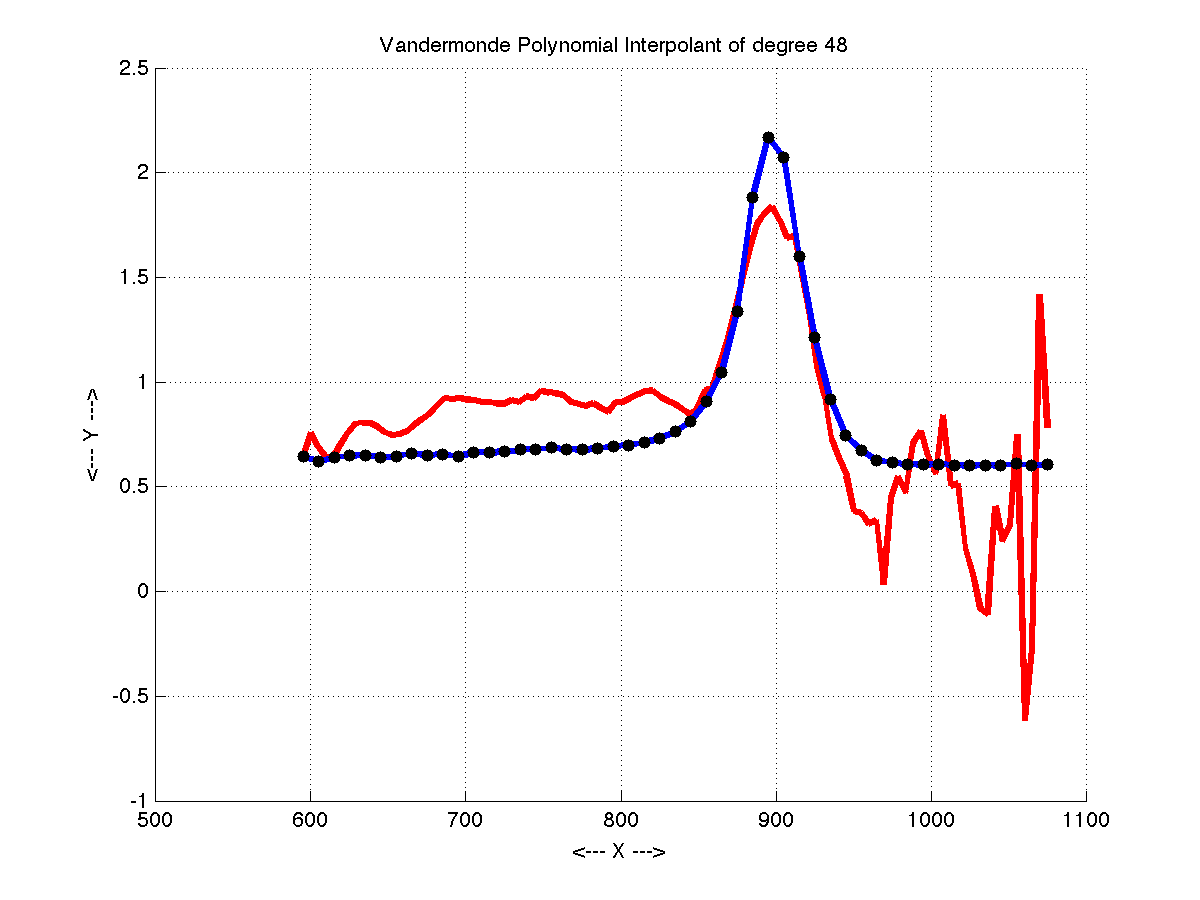 Vandermonde Polynomial Interpolant of degree 48
2.5
2
1.5
1
0.5
0
-0.5
-1
<--- Y --->
500 600 700 800 900 1000 1100
<--- X --->